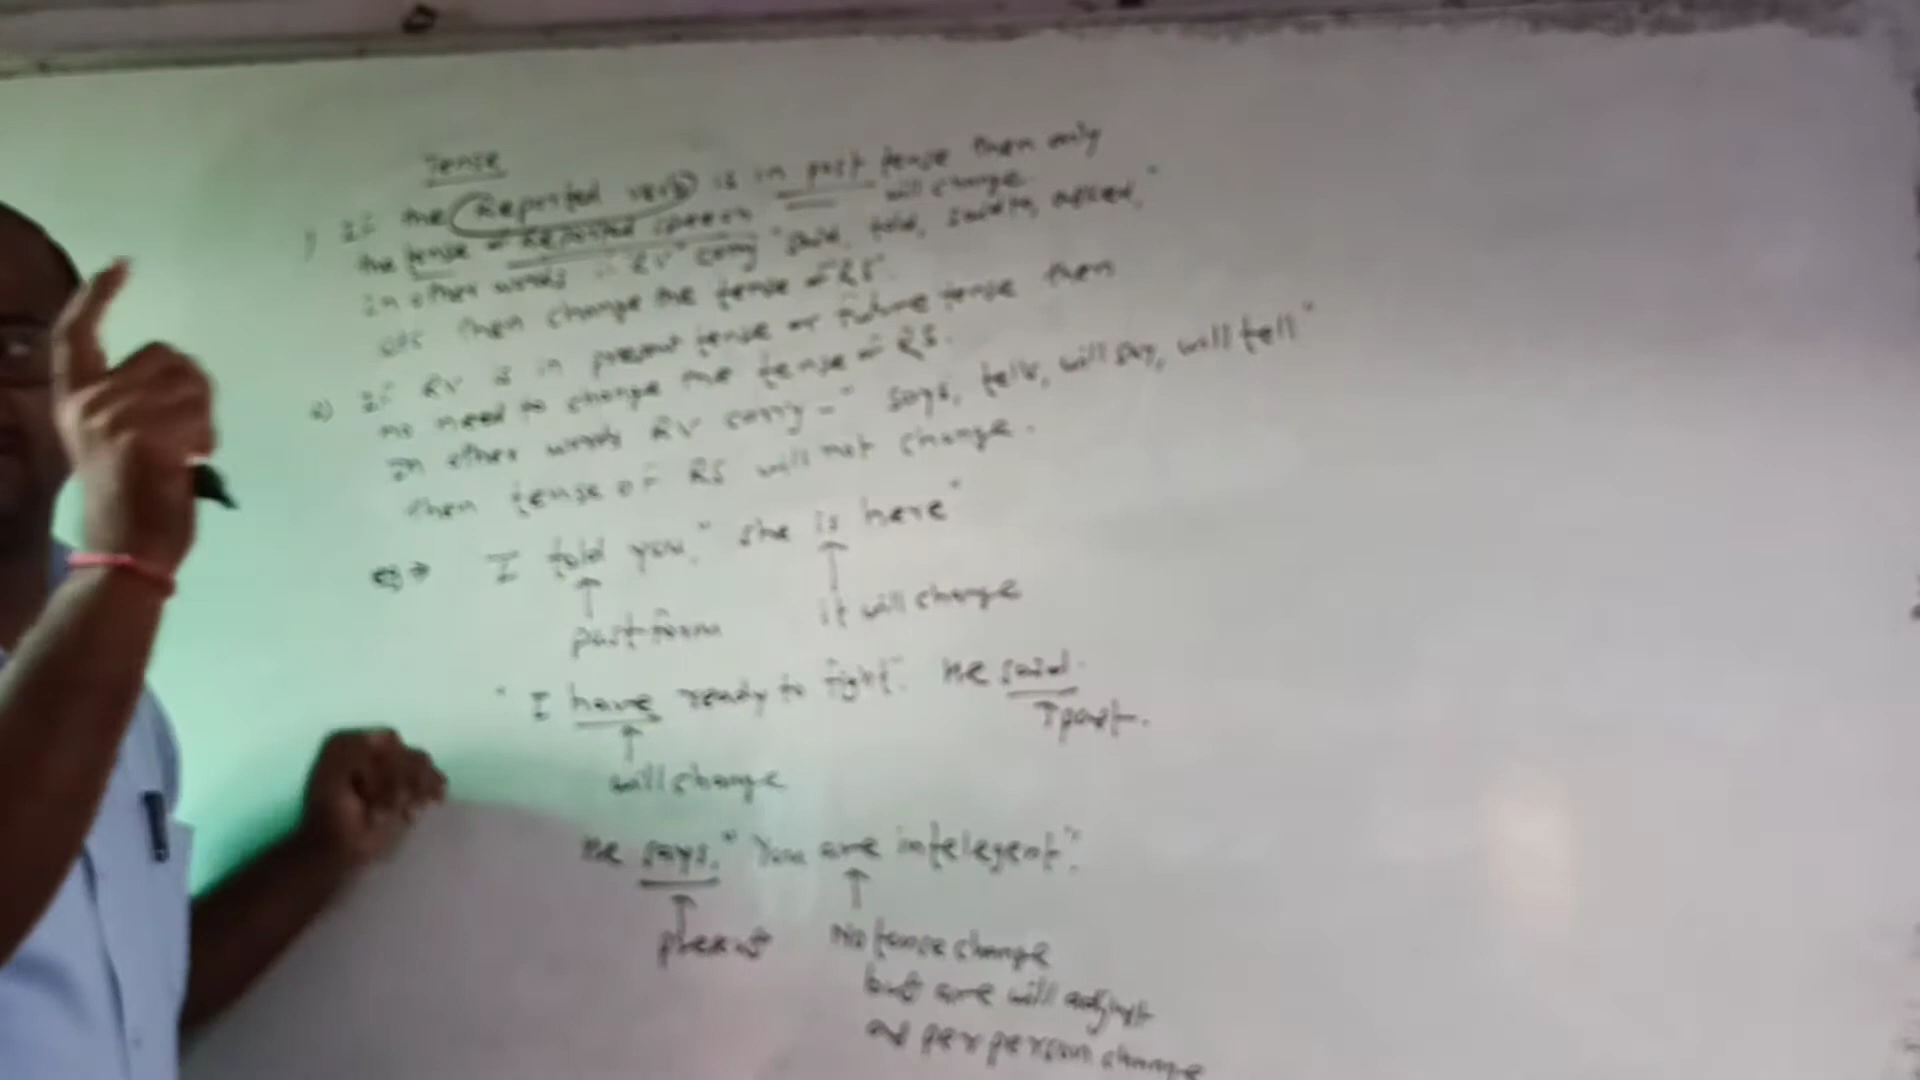 Tense
1) If the Reported verb is in past tense then only
the tense of Reported speech will change.
In other words if RV carry "said, told, said to, asked,"
etc then change the tense of RS.
2) If RV is in present tense or future tense then
no need to change the tense of RS.
In other words RV carry - "says, tells, will say, will tell"
then tense of RS will not change.
eg → I told you, "She is here"
↑ ↑
past form it will change
"I have ready to fight". He said.
↑ ↑ past.
will change
He says, "You are intelegent".
↑ ↑
No tense change
but are will adjust
as per person change